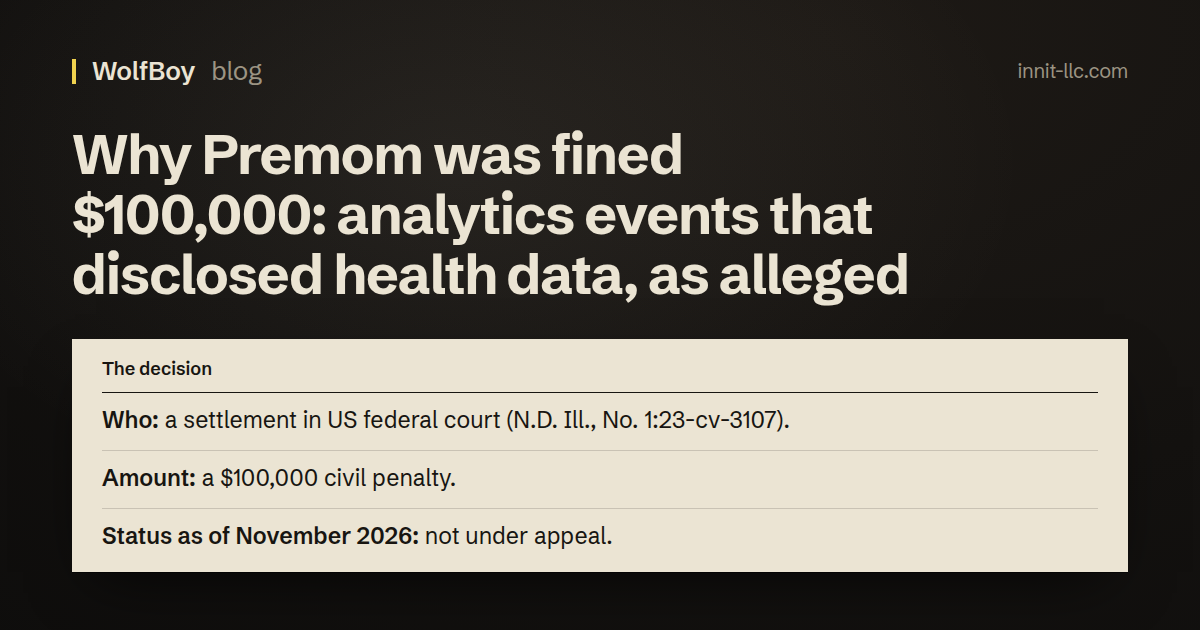 WolfBoy blog
innit-llc.com
Why Premom was fined
$100,000: analytics events that
disclosed health data, as alleged
The decision
Who: a settlement in US federal court (N.D. Ill., No. 1:23-cv-3107).
Amount: a $100,000 civil penalty.
Status as of November 2026: not under appeal.